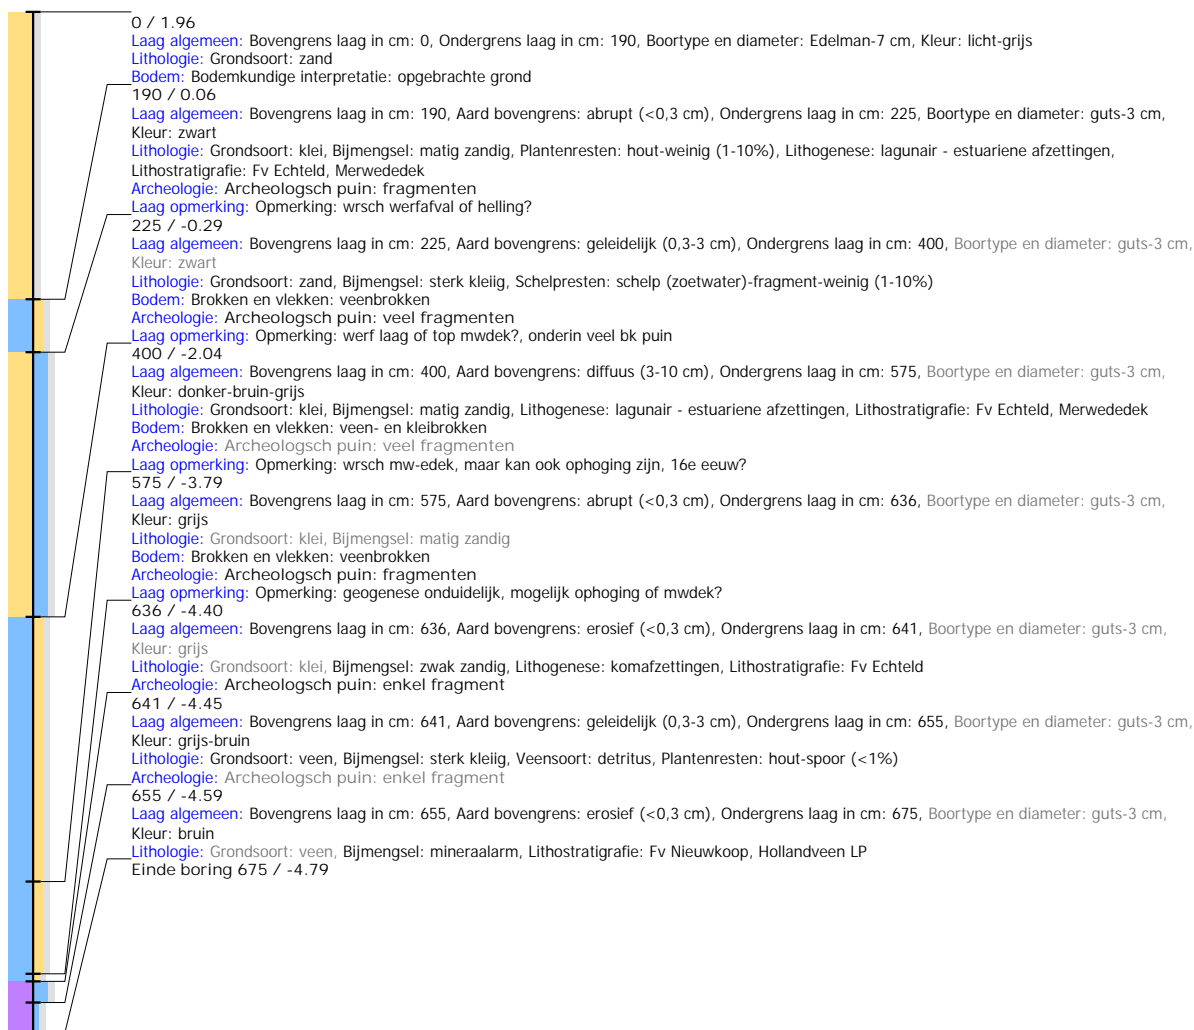 0 / 1.96
Laag algemeen: Bovengrens laag in cm: 0, Ondergrens laag in cm: 190, Boortype en diameter: Edelman-7 cm, Kleur: licht-grijs
Lithologie: Grondsoort: zand
Bodem: Bodemkundige interpretatie: opgebrachte grond
190 / 0.06
Laag algemeen: Bovengrens laag in cm: 190, Aard bovengrens: abrupt (<0,3 cm), Ondergrens laag in cm: 225, Boortype en diameter: guts-3 cm,
Kleur: zwart
Lithologie: Grondsoort: klei, Bijmengsel: matig zandig, Plantenresten: hout-weinig (1-10%), Lithogenese: lagunair - estuariene afzettingen,
Lithostratigrafie: Fv Echteld, Merwededek
Archeologie: Archeologsch puin: fragmenten
Laag opmerking: Opmerking: wrsch werfafval of helling?
225 / -0.29
Laag algemeen: Bovengrens laag in cm: 225, Aard bovengrens: geleidelijk (0,3-3 cm), Ondergrens laag in cm: 400, Boortype en diameter: guts-3 cm,
Kleur: zwart
Lithologie: Grondsoort: zand, Bijmengsel: sterk kleiig, Schelpresten: schelp (zoetwater)-fragment-weinig (1-10%)
Bodem: Brokken en vlekken: veenbrokken
Archeologie: Archeologsch puin: veel fragmenten
Laag opmerking: Opmerking: werf laag of top mwdek?, onderin veel bk puin
400 / -2.04
Laag algemeen: Bovengrens laag in cm: 400, Aard bovengrens: diffuus (3-10 cm), Ondergrens laag in cm: 575, Boortype en diameter: guts-3 cm,
Kleur: donker-bruin-grijs
Lithologie: Grondsoort: klei, Bijmengsel: matig zandig, Lithogenese: lagunair - estuariene afzettingen, Lithostratigrafie: Fv Echteld, Merwededek
Bodem: Brokken en vlekken: veen- en kleibrokken
Archeologie: Archeologsch puin: veel fragmenten
Laag opmerking: Opmerking: wrsch mw-edek, maar kan ook ophoging zijn, 16e eeuw?
575 / -3.79
Laag algemeen: Bovengrens laag in cm: 575, Aard bovengrens: abrupt (<0,3 cm), Ondergrens laag in cm: 636, Boortype en diameter: guts-3 cm,
Kleur: grijs
Lithologie: Grondsoort: klei, Bijmengsel: matig zandig
Bodem: Brokken en vlekken: veenbrokken
Archeologie: Archeologsch puin: fragmenten
Laag opmerking: Opmerking: geogenese onduidelijk, mogelijk ophoging of mwdek?
636 / -4.40
Laag algemeen: Bovengrens laag in cm: 636, Aard bovengrens: erosief (<0,3 cm), Ondergrens laag in cm: 641, Boortype en diameter: guts-3 cm,
Kleur: grijs
Lithologie: Grondsoort: klei, Bijmengsel: zwak zandig, Lithogenese: komafzettingen, Lithostratigrafie: Fv Echteld
Archeologie: Archeologsch puin: enkel fragment
641 / -4.45
Laag algemeen: Bovengrens laag in cm: 641, Aard bovengrens: geleidelijk (0,3-3 cm), Ondergrens laag in cm: 655, Boortype en diameter: guts-3 cm,
Kleur: grijs-bruin
Lithologie: Grondsoort: veen, Bijmengsel: sterk kleiig, Veensoort: detritus, Plantenresten: hout-spoor (<1%)
Archeologie: Archeologsch puin: enkel fragment
655 / -4.59
Laag algemeen: Bovengrens laag in cm: 655, Aard bovengrens: erosief (<0,3 cm), Ondergrens laag in cm: 675, Boortype en diameter: guts-3 cm,
Kleur: bruin
Lithologie: Grondsoort: veen, Bijmengsel: mineraalarm, Lithostratigrafie: Fv Nieuwkoop, Hollandveen LP
Einde boring 675 / -4.79